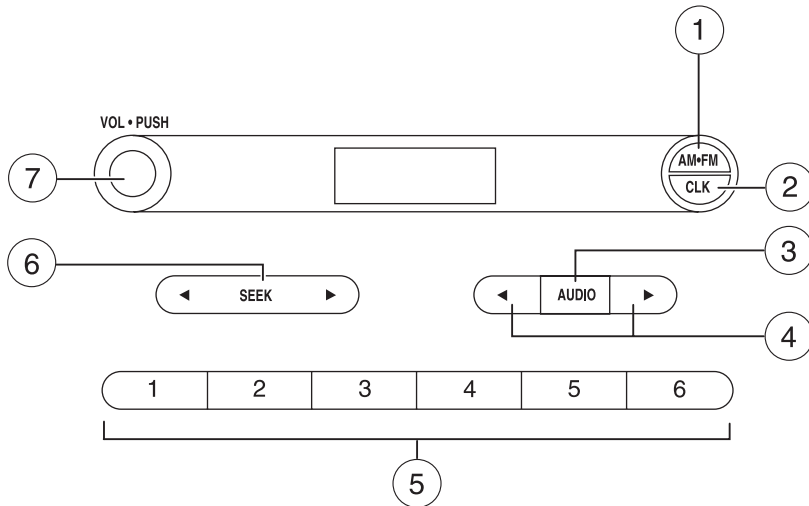 1
VOL • PUSH
AM•FM
7
CLK
2
6
3
◄ SEEK ►
◄ AUDIO ►
4
1 2 3 4 5 6
5